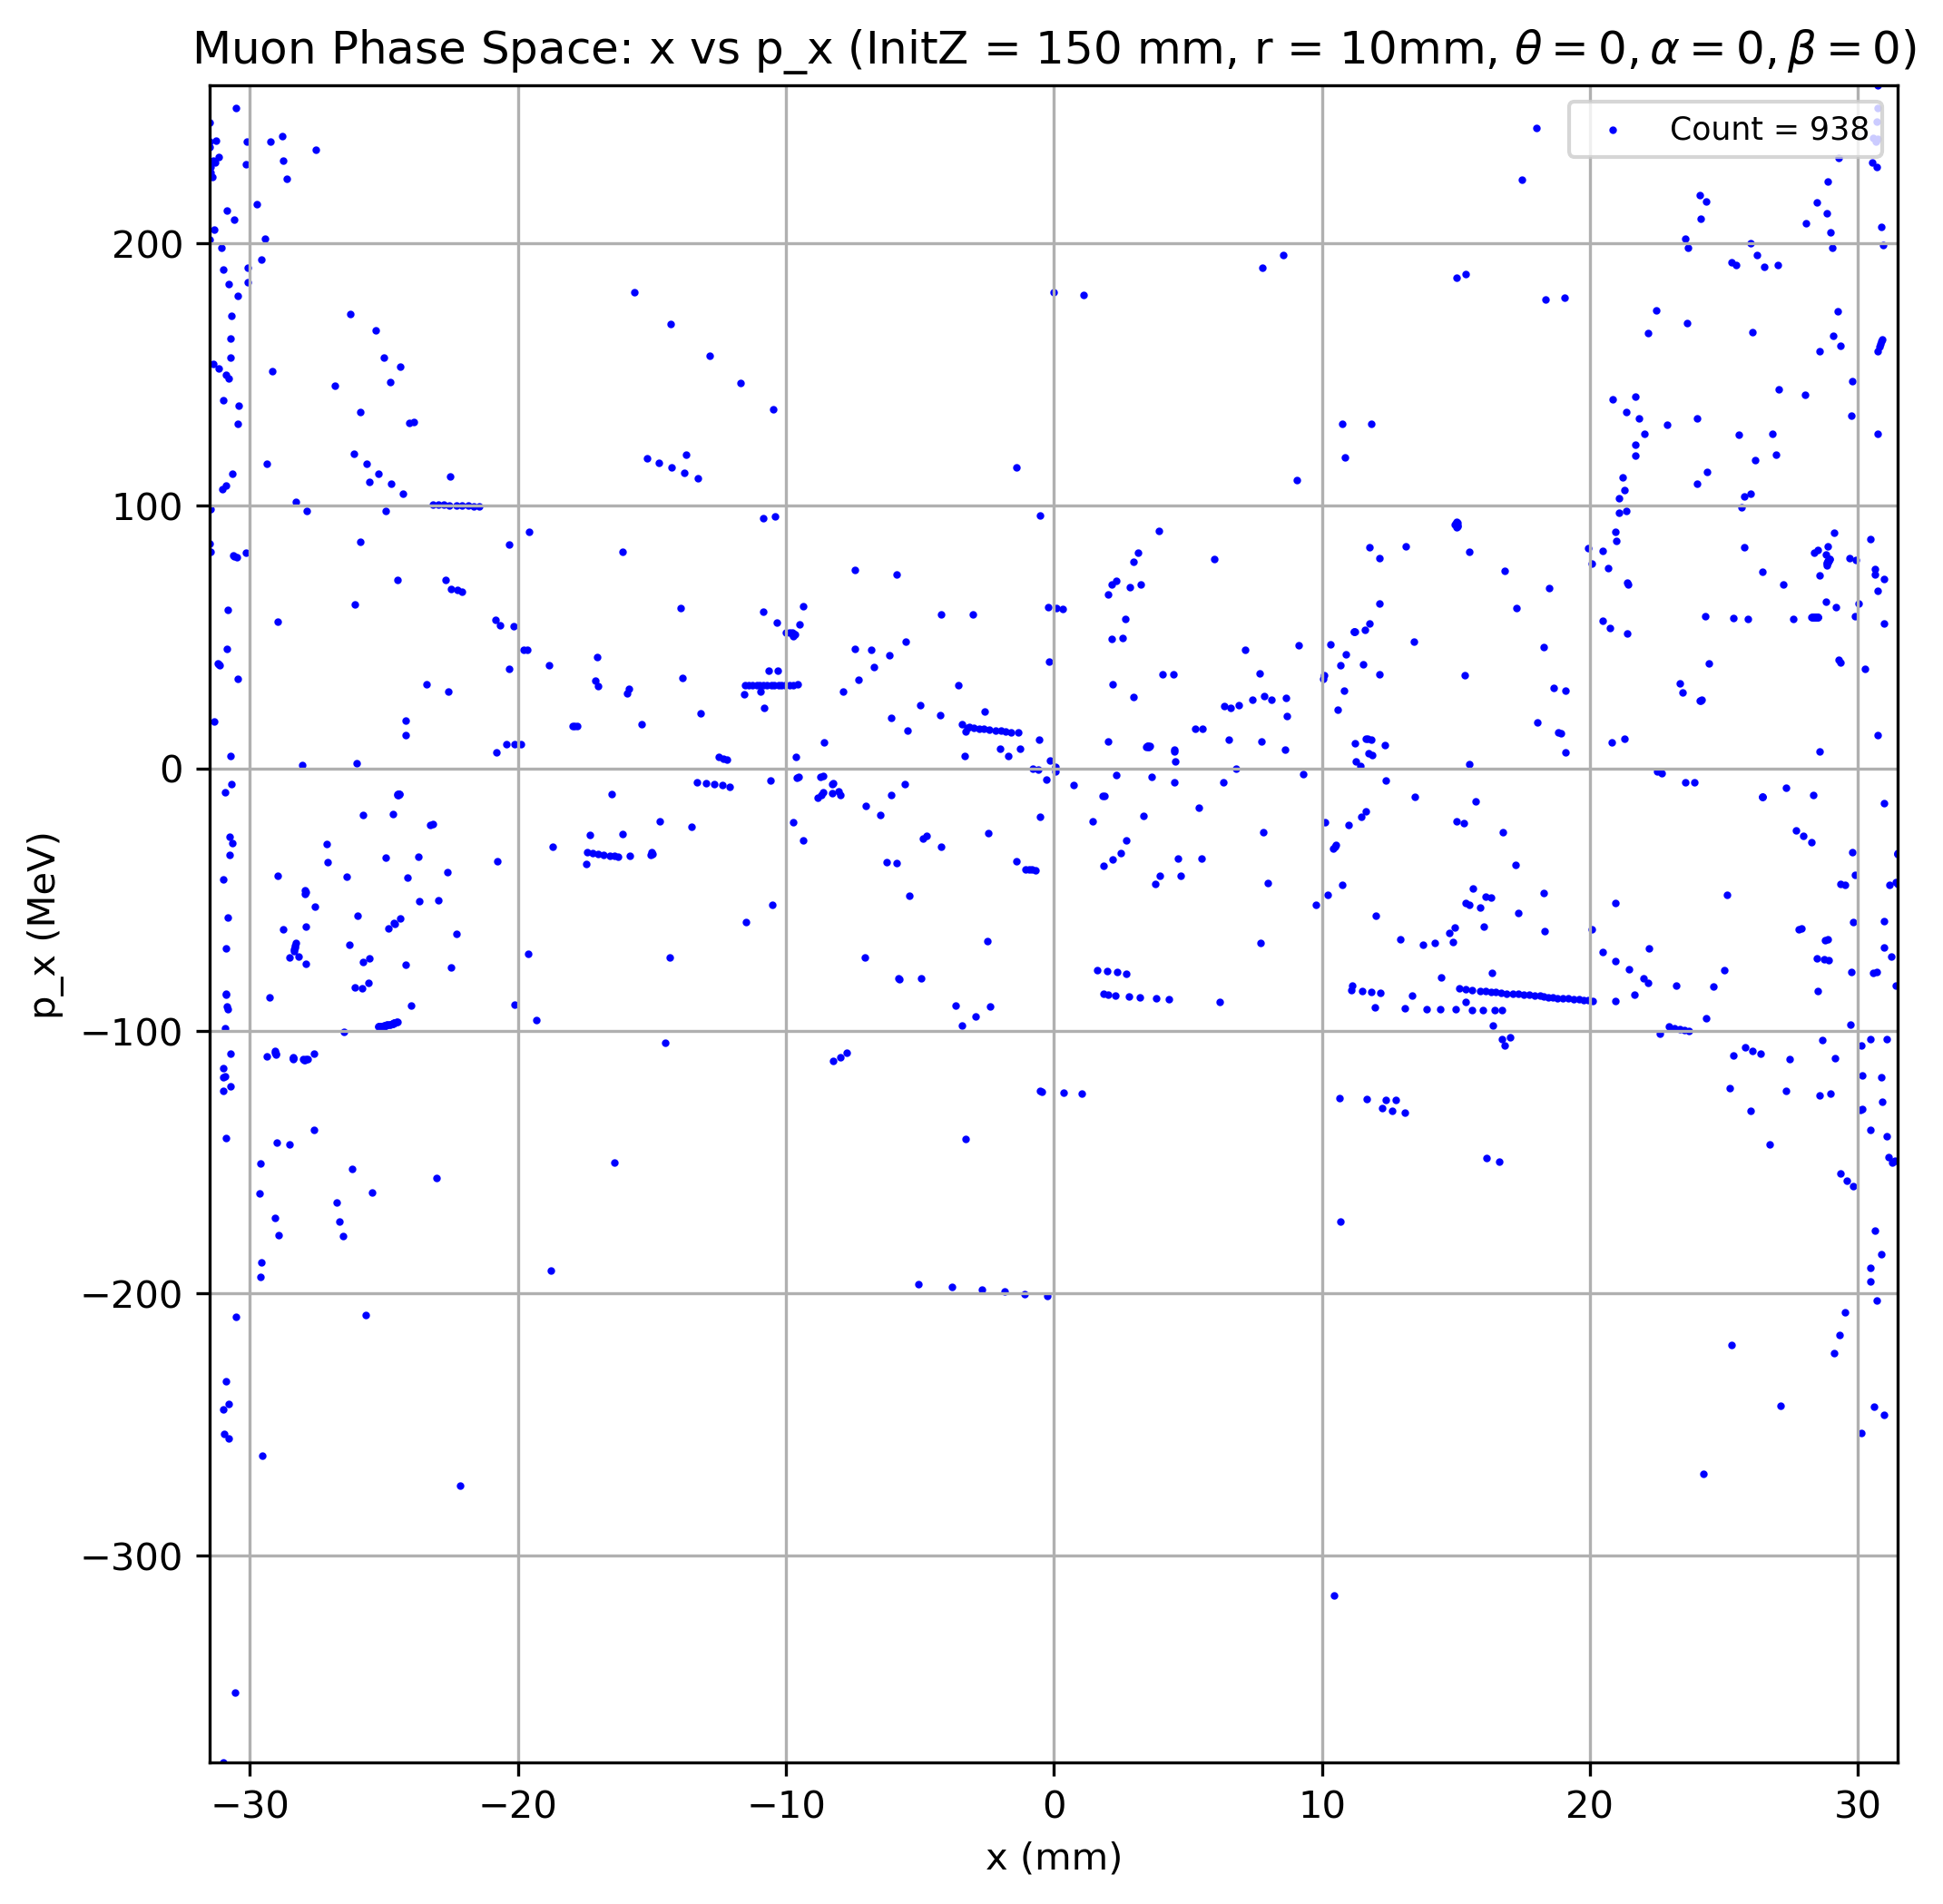 Muon Phase Space: x vs p_x (InitZ = 150 mm, r = 10mm, θ = 0, α = 0, β = 0)
Count = 938
200
100
0
−100
−200
−300
p_x (MeV)
−30 −20 −10 0 10 20 30
x (mm)